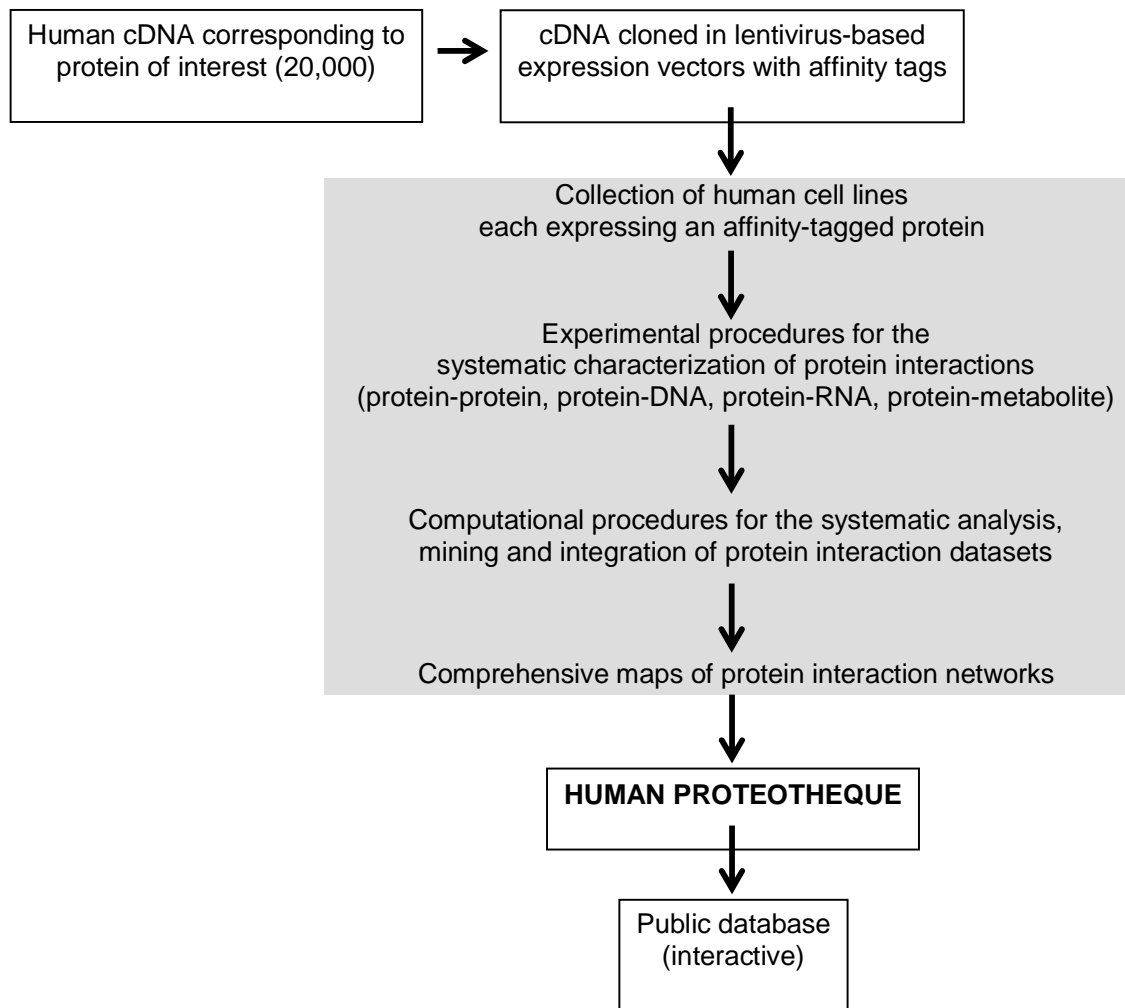 Human cDNA corresponding to
protein of interest (20,000)
cDNA cloned in lentivirus-based
expression vectors with affinity tags
Collection of human cell lines
each expressing an affinity-tagged protein
Experimental procedures for the
systematic characterization of protein interactions
(protein-protein, protein-DNA, protein-RNA, protein-metabolite)
Computational procedures for the systematic analysis,
mining and integration of protein interaction datasets
Comprehensive maps of protein interaction networks
HUMAN PROTEOTHEQUE
Public database
(interactive)